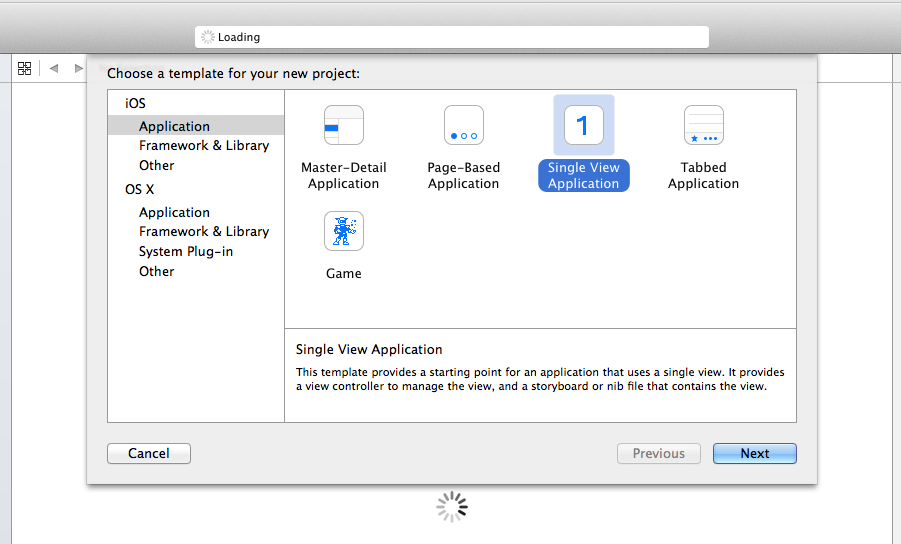 Loading
Choose a template for your new project:
iOS
Application
Framework & Library
Other
OS X
Application
Framework & Library
System Plug-in
Other
Master-Detail
Application
Page-Based
Application
1
Single View
Application
Tabbed
Application
Game
Single View Application
This template provides a starting point for an application that uses a single view. It provides
a view controller to manage the view, and a storyboard or nib file that contains the view.
Cancel
Previous
Next